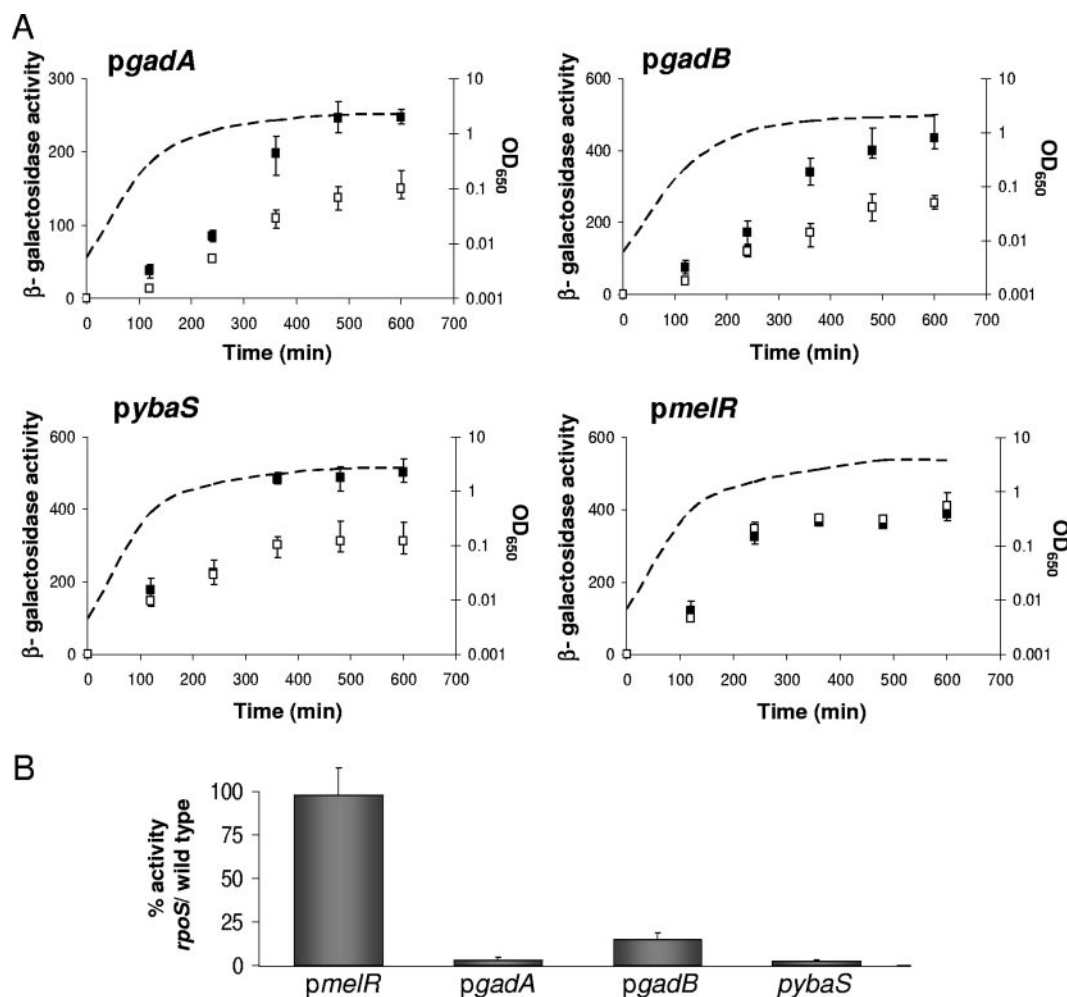 A
pgadA
β- galactosidase activity
300
200
100
0
10
1
0.1
0.01
0.001
OD650
0 100 200 300 400 500 600 700
Time (min)
pgadB
β- galactosidase activity
600
400
200
0
10
1
0.1
0.01
0.001
OD650
0 100 200 300 400 500 600 700
Time (min)
pybaS
β- galactosidase activity
600
400
200
0
10
1
0.1
0.01
0.001
OD650
0 100 200 300 400 500 600 700
Time (min)
pmelR
β- galactosidase activity
600
400
200
0
10
1
0.1
0.01
0.001
OD650
0 100 200 300 400 500 600 700
Time (min)
B
% activity
rpoS/ wild type
100
75
50
25
0
pmelR pgadA pgadB pybaS